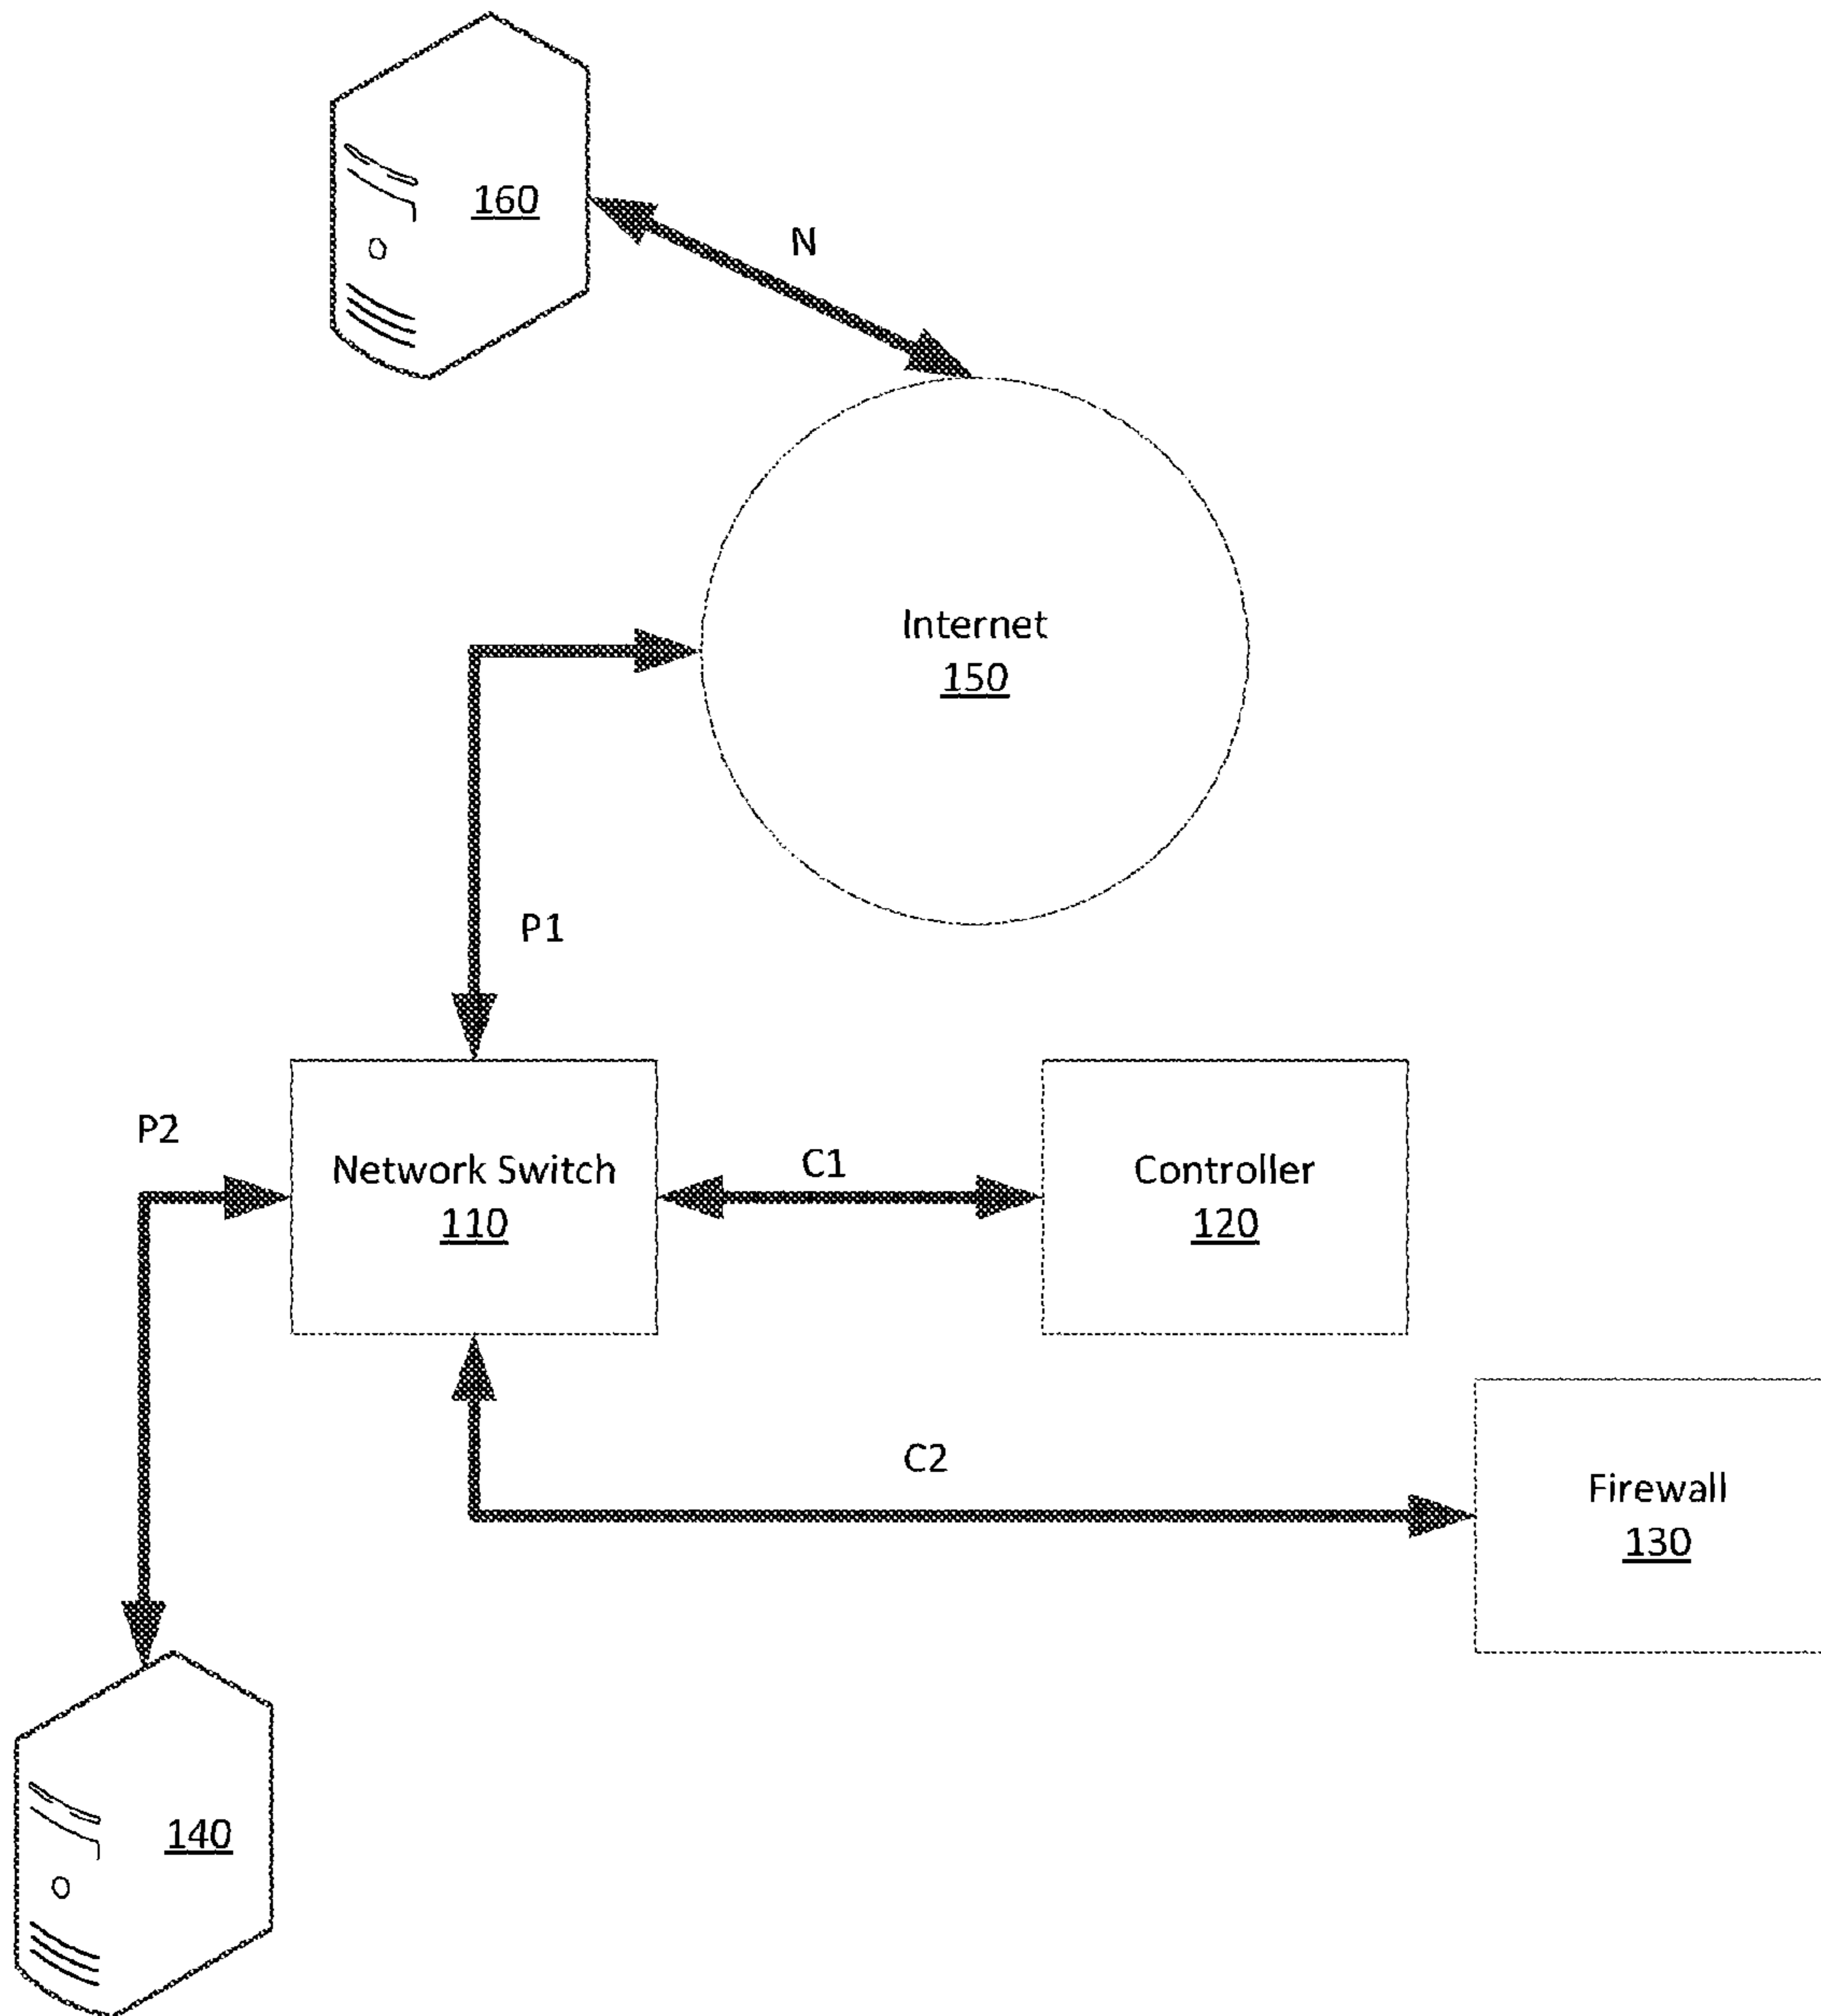 160
N
Internet
150
P1
P2
Network Switch
110
C1
Controller
120
C2
Firewall
130
140